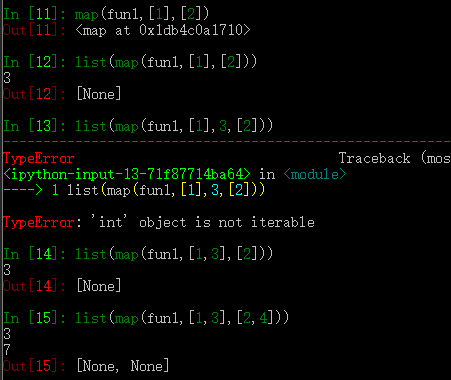 In [11]: map(fun1,[1],[2])
Out[11]: <map at 0x1db4c0a1710>
In [12]: list(map(fun1,[1],[2]))
3
Out[12]: [None]
In [13]: list(map(fun1,[1],3,[2]))
---------------------------------------------------------------------------
TypeError Traceback (mos
<ipython-input-13-71f87714ba64> in <module>
----> 1 list(map(fun1,[1],3,[2]))
TypeError: 'int' object is not iterable
In [14]: list(map(fun1,[1,3],[2]))
3
Out[14]: [None]
In [15]: list(map(fun1,[1,3],[2,4]))
3
7
Out[15]: [None, None]